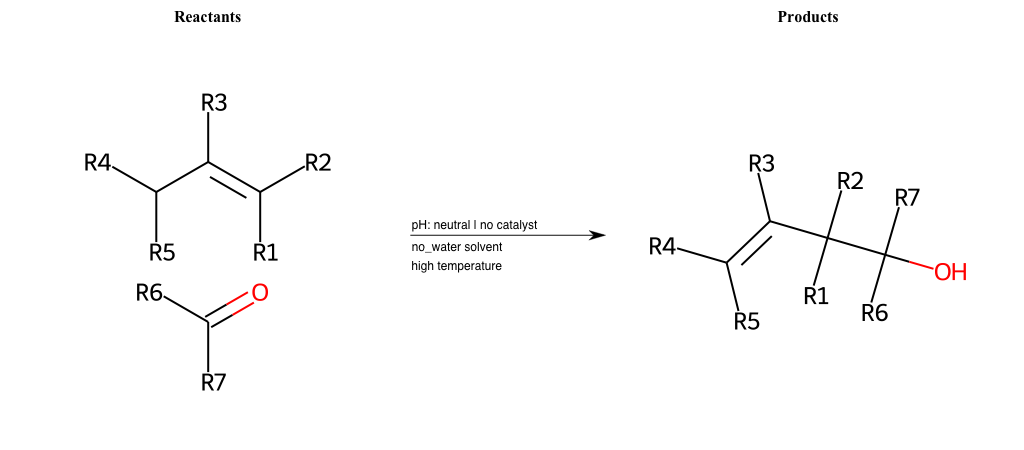 Reactants
Products
R3
R4
R2
R5
R1
R6
O
R7
pH: neutral | no catalyst
no_water solvent
high temperature
R3
R2
R7
R4
OH
R1
R6
R5